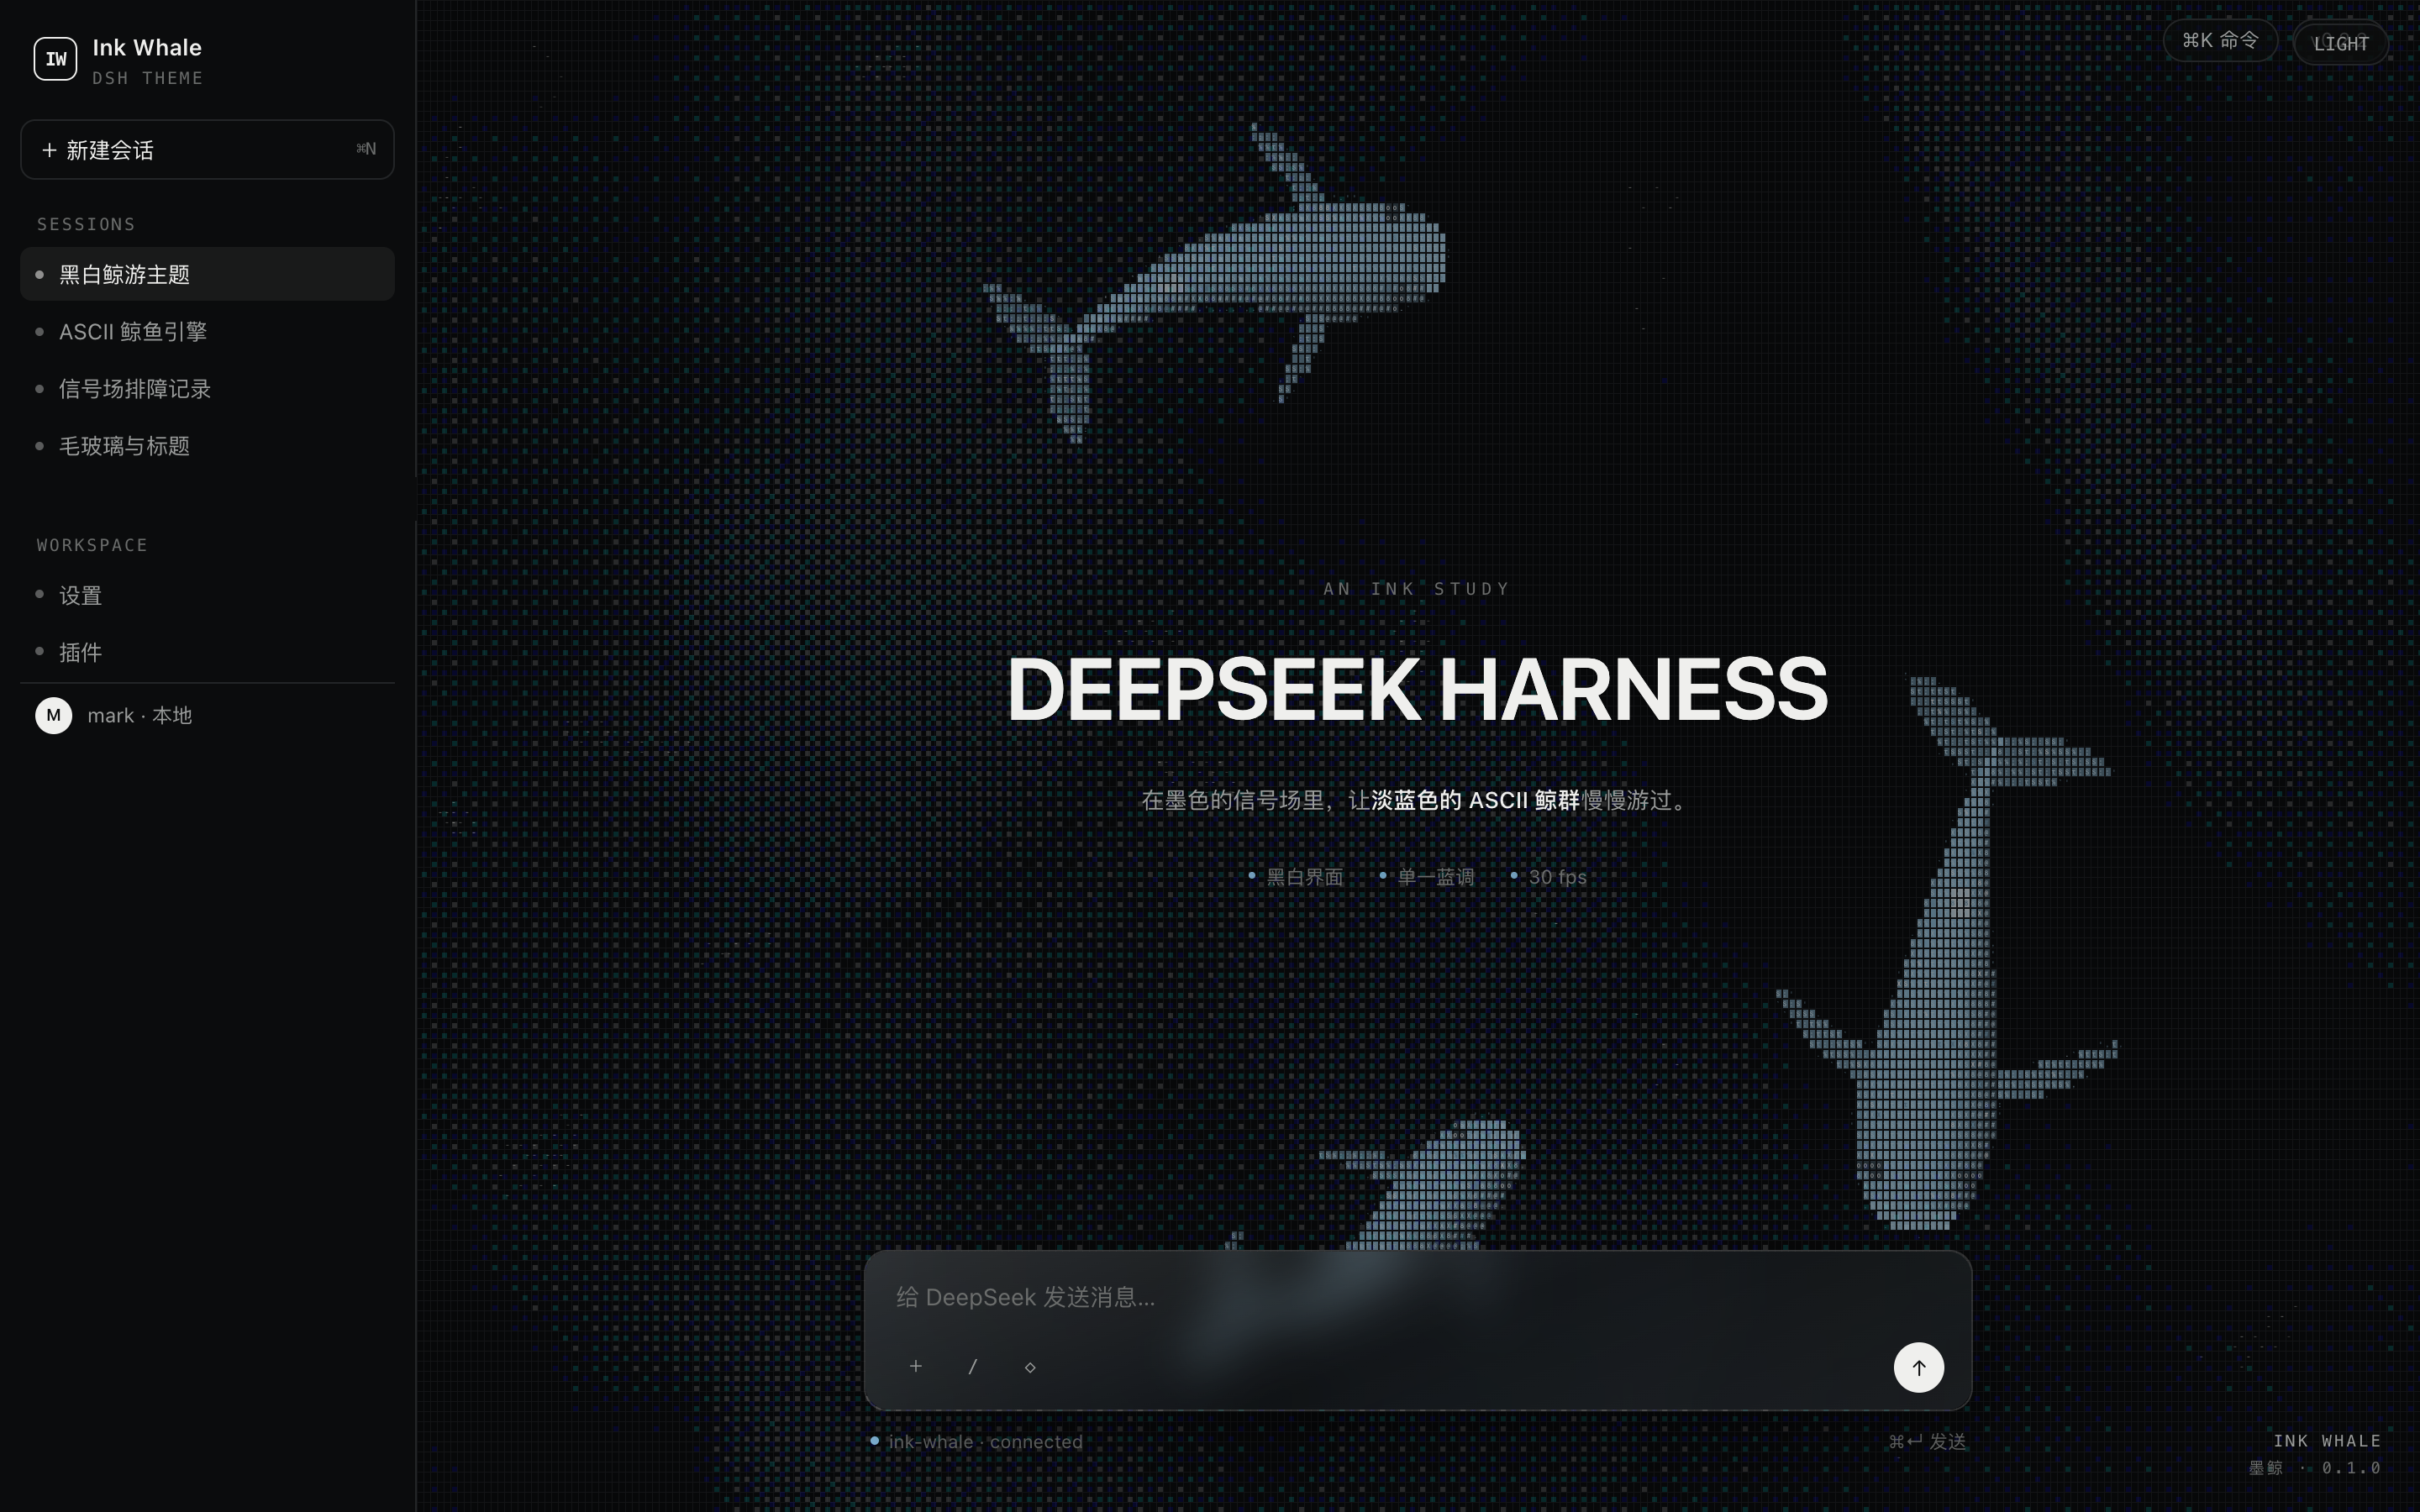 IW
Ink Whale
DSH THEME
+ 新建会话 ⌘N
SESSIONS
黑白鲸游主题
ASCII 鲸鱼引擎
信号场排障记录
毛玻璃与标题
WORKSPACE
设置
插件
M mark · 本地
⌘K 命令
LIGHT
AN INK STUDY
DEEPSEEK HARNESS
在墨色的信号场里，让淡蓝色的 ASCII 鲸群慢慢游过。
黑白界面 单一蓝调 30 fps
给 DeepSeek 发送消息...
+ / ◇ ↑
ink-whale · connected ⌘↵ 发送
INK WHALE
墨鲸 · 0.1.0